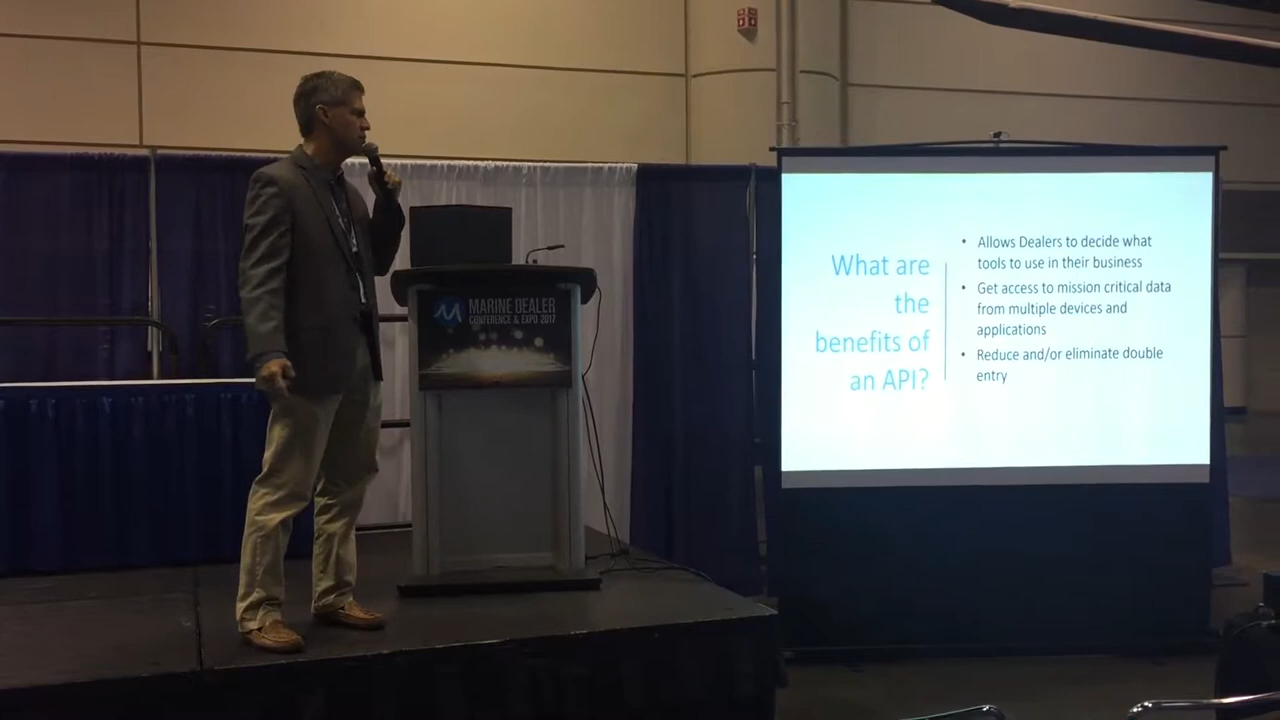 MARINE DEALER
CONFERENCE & EXPO 2017
What are
the
benefits of
an API?
• Allows Dealers to decide what
tools to use in their business
• Get access to mission critical data
from multiple devices and
applications
• Reduce and/or eliminate double
entry